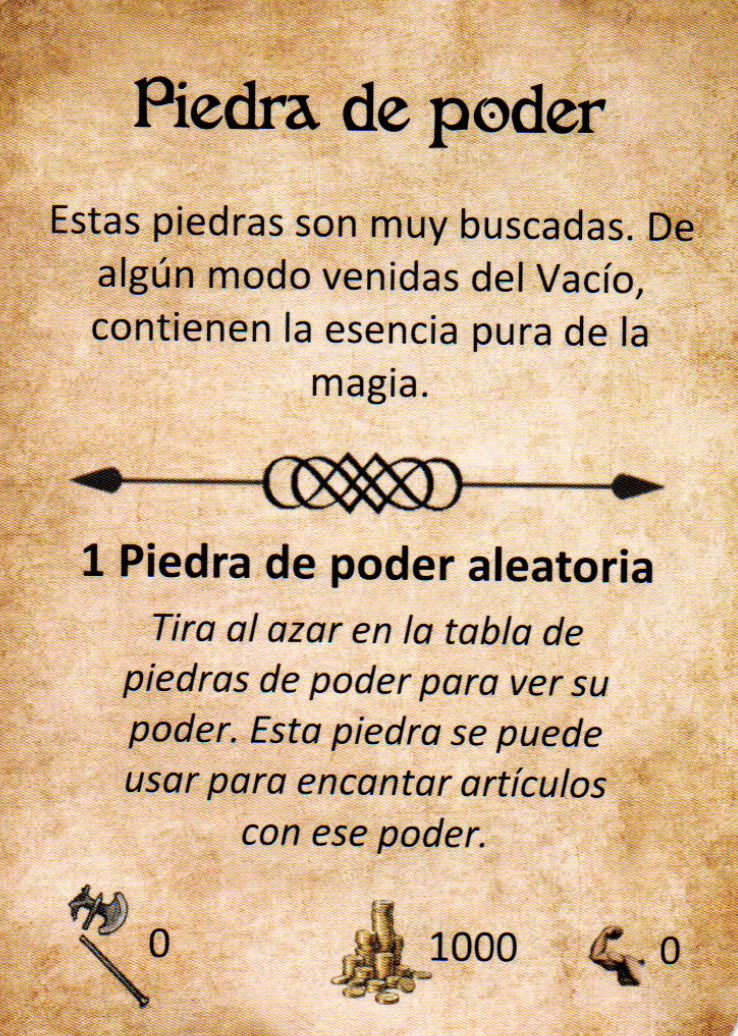 Piedra de poder
Estas piedras son muy buscadas. De
algún modo venidas del Vacío,
contienen la esencia pura de la
magia.
1 Piedra de poder aleatoria
Tira al azar en la tabla de
piedras de poder para ver su
poder. Esta piedra se puede
usar para encantar artículos
con ese poder.
0 1000 0